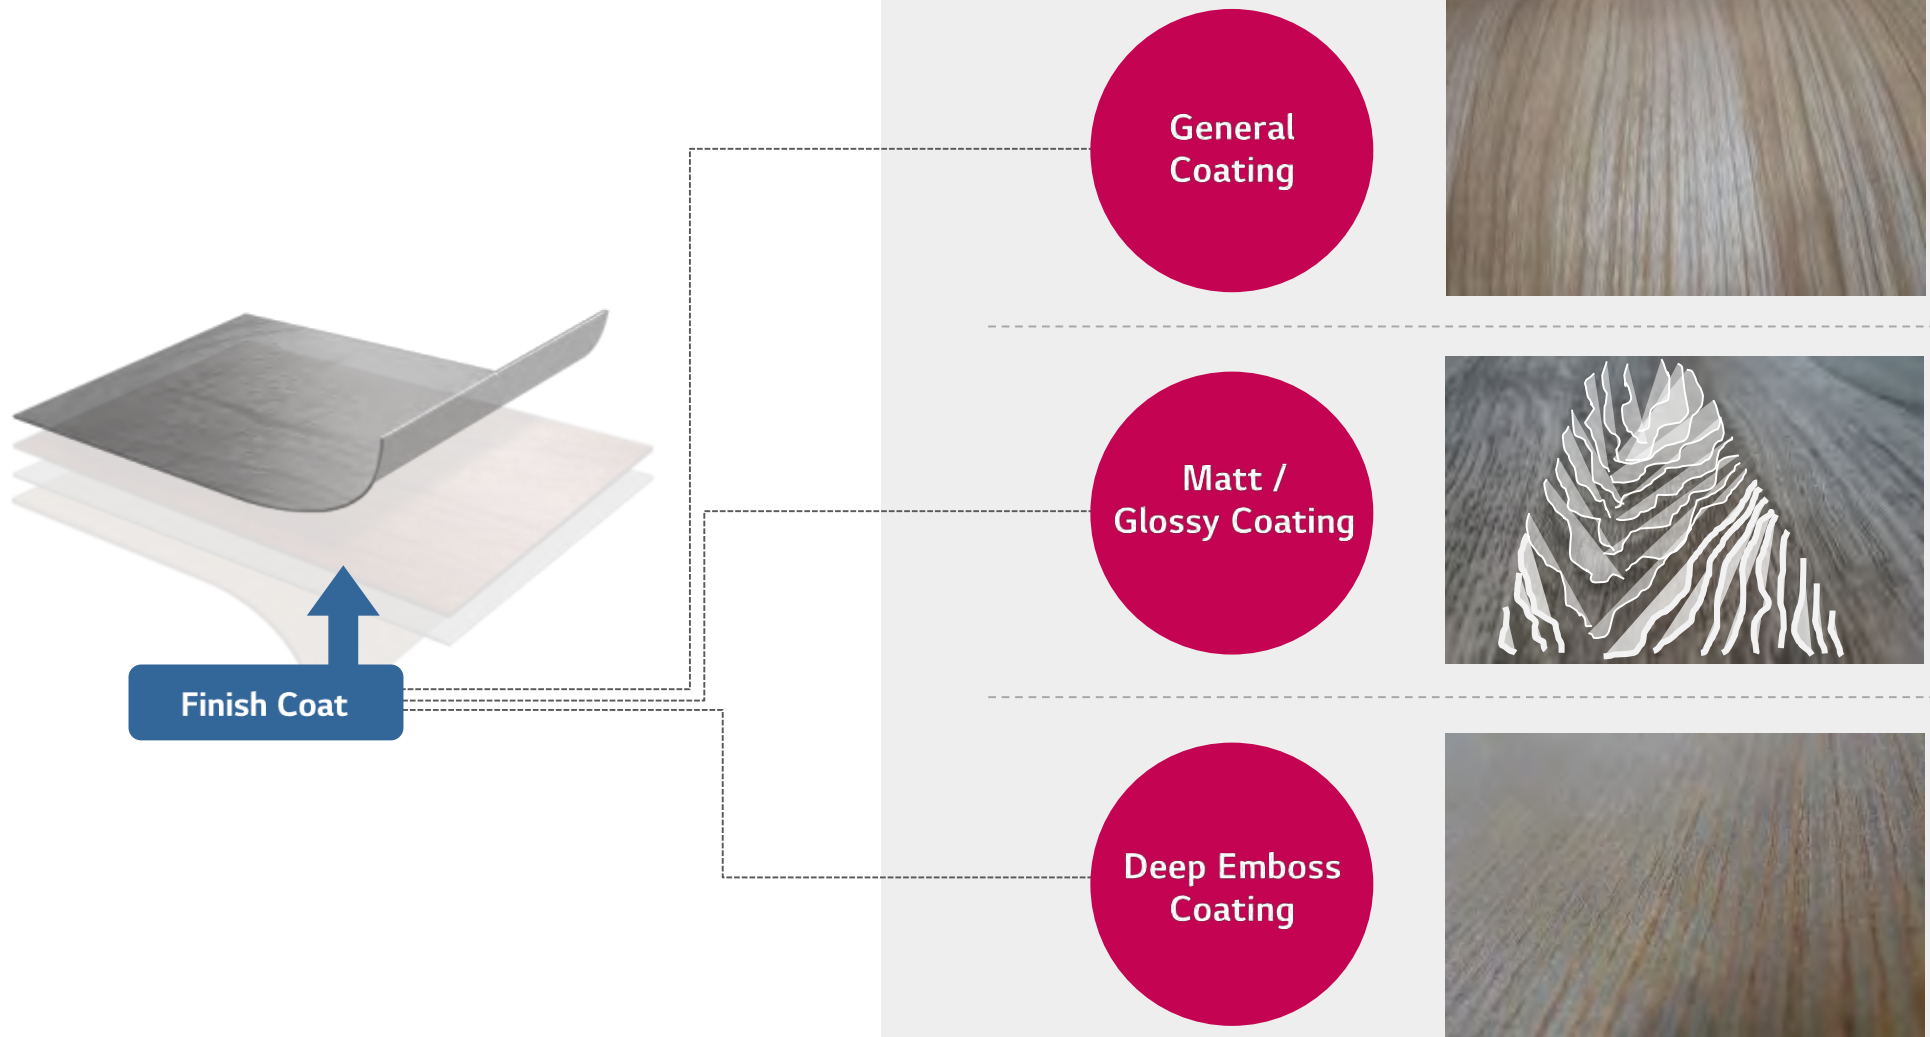 General
Coating
Matt /
Glossy Coating
Finish Coat
Deep Emboss
Coating